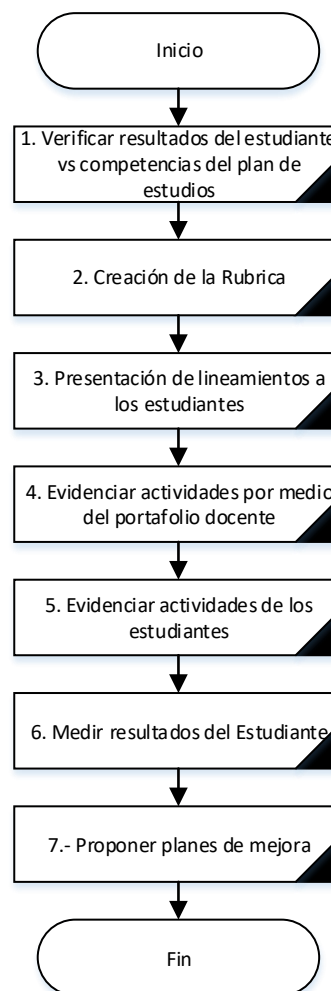 Inicio
1. Verificar resultados del estudiante
vs competencias del plan de
estudios
2. Creación de la Rubrica
3. Presentación de lineamientos a
los estudiantes
4. Evidenciar actividades por medio
del portafolio docente
5. Evidenciar actividades de los
estudiantes
6. Medir resultados del Estudiante
7.- Proponer planes de mejora
Fin